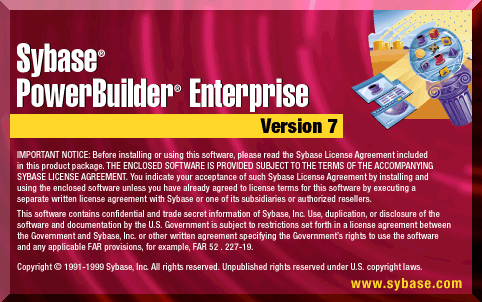 Sybase®
PowerBuilder® Enterprise
Version 7
IMPORTANT NOTICE: Before installing or using this software, please read the Sybase License Agreement included
in this product package. THE ENCLOSED SOFTWARE IS PROVIDED SUBJECT TO THE TERMS OF THE ACCOMPANYING
SYBASE LICENSE AGREEMENT. You indicate your acceptance of such Sybase License Agreement by installing and
using the enclosed software unless you have already agreed to license terms for this software by executing a
separate written license agreement with Sybase or one of its subsidiaries or authorized resellers.
This software contains confidential and trade secret information of Sybase, Inc. Use, duplication, or disclosure of the
software and documentation by the U.S. Government is subject to restrictions set forth in a license agreement between
the Government and Sybase, Inc. or other written agreement specifying the Government's rights to use the software
and any applicable FAR provisions, for example, FAR 52 . 227-19.
Copyright © 1991-1999 Sybase, Inc. All rights reserved. Unpublished rights reserved under U.S. copyright laws.
www.sybase.com